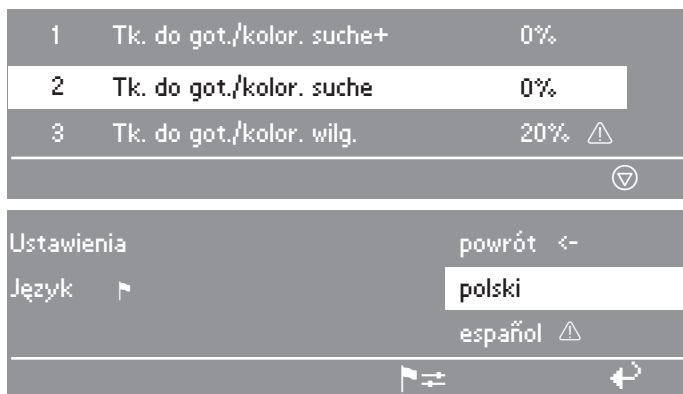 1 Tk. do got./kolor. suche+ 0%
2 Tk. do got./kolor. suche 0%
3 Tk. do got./kolor. wilg. 20% ⚠
Ustawienia powrót <-
Język polski
español ⚠